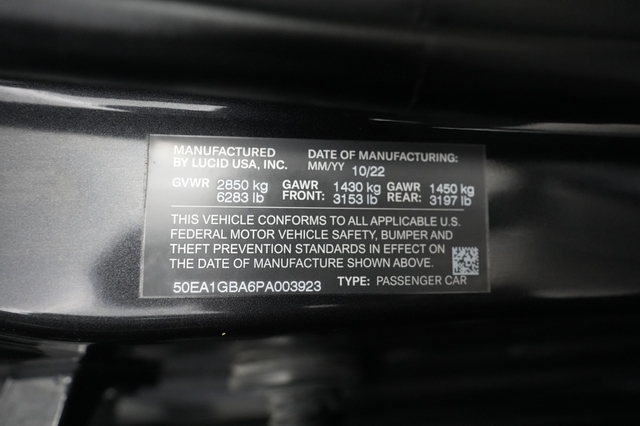 MANUFACTURED BY LUCID USA, INC.
DATE OF MANUFACTURING: MM/YY 10/22
GVWR 2850 kg 6283 lb
GAWR FRONT: 1430 kg 3153 lb
GAWR REAR: 1450 kg 3197 lb
THIS VEHICLE CONFORMS TO ALL APPLICABLE U.S.
FEDERAL MOTOR VEHICLE SAFETY, BUMPER AND
THEFT PREVENTION STANDARDS IN EFFECT ON
THE DATE OF MANUFACTURE SHOWN ABOVE.
50EA1GBA6PA003923 TYPE: PASSENGER CAR